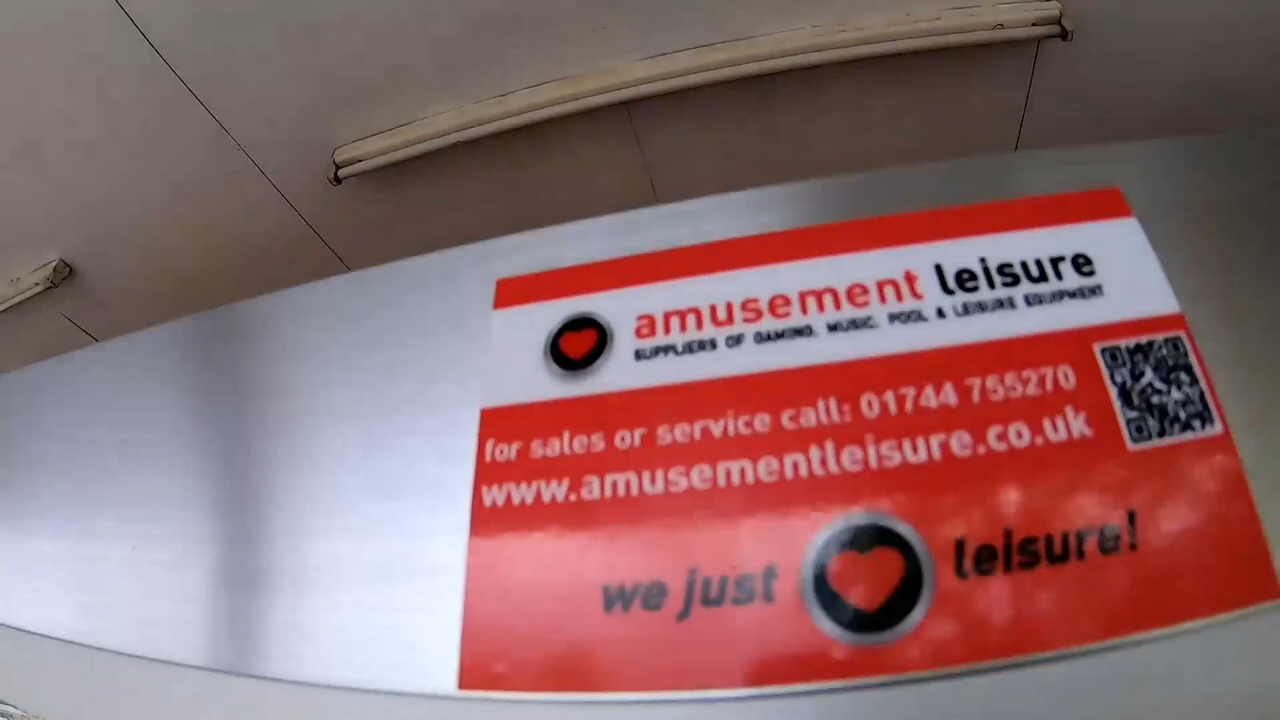 amusement leisure
SUPPLIERS OF GAMING, MUSIC, POOL & LEISURE EQUIPMENT
for sales or service call: 01744 755270
www.amusementleisure.co.uk
we just leisure!